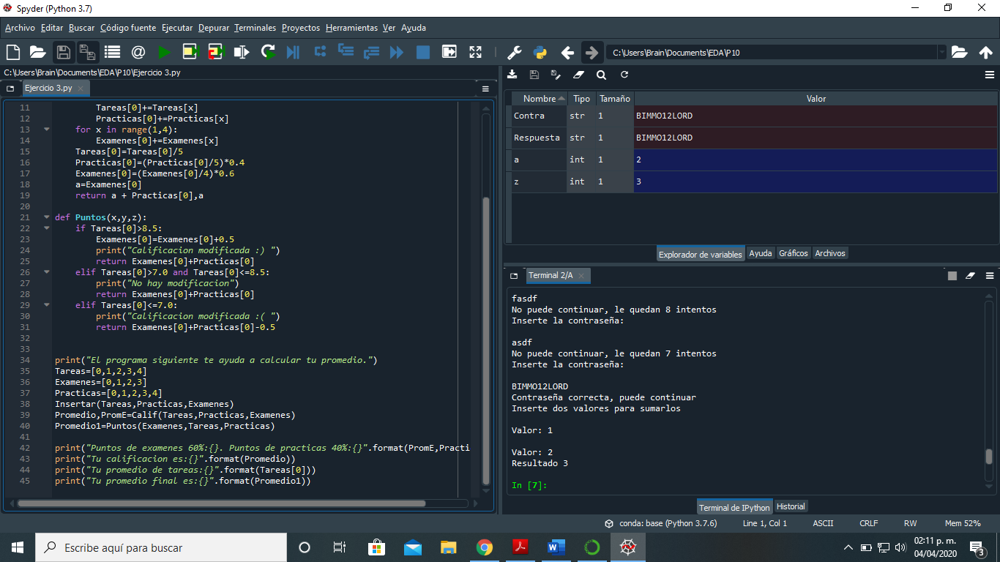 Spyder (Python 3.7)
Archivo Editar Buscar Código fuente Ejecutar Depurar Terminales Proyectos Herramientas Ver Ayuda
C:\Users\Brain\Documents\EDA\P10
C:\Users\Brain\Documents\EDA\P10\Ejercicio 3.py
Ejercicio 3.py
11 Tareas[0]+=Tareas[x]
12 Practicas[0]+=Practicas[x]
13 for x in range(1,4):
14 Examenes[0]+=Examenes[x]
15 Tareas[0]=Tareas[0]/5
16 Practicas[0]=(Practicas[0]/5)*0.4
17 Examenes[0]=(Examenes[0]/4)*0.6
18 a=Examenes[0]
19 return a + Practicas[0],a
20
21 def Puntos(x,y,z):
22 if Tareas[0]>8.5:
23 Examenes[0]=Examenes[0]+0.5
24 print("Calificacion modificada :) ")
25 return Examenes[0]+Practicas[0]
26 elif Tareas[0]>7.0 and Tareas[0]<=8.5:
27 print("No hay modificacion")
28 return Examenes[0]+Practicas[0]
29 elif Tareas[0]<=7.0:
30 print("Calificacion modificada :( ")
31 return Examenes[0]+Practicas[0]-0.5
32
33
34 print("El programa siguiente te ayuda a calcular tu promedio.")
35 Tareas=[0,1,2,3,4]
36 Examenes=[0,1,2,3]
37 Practicas=[0,1,2,3,4]
38 Insertar(Tareas,Practicas,Examenes)
39 Promedio,PromE=Calif(Tareas,Practicas,Examenes)
40 Promedio1=Puntos(Examenes,Tareas,Practicas)
41
42 print("Puntos de examenes 60%:{}. Puntos de practicas 40%:{}".format(PromE,Practi
43 print("Tu calificacion es:{}".format(Promedio))
44 print("Tu promedio de tareas:{}".format(Tareas[0]))
45 print("Tu promedio final es:{}".format(Promedio1))
Nombre Tipo Tamaño Valor
Contra str 1 BIMMO12LORD
Respuesta str 1 BIMMO12LORD
a int 1 2
z int 1 3
Explorador de variables Ayuda Gráficos Archivos
Terminal 2/A
fasdf
No puede continuar, le quedan 8 intentos
Inserte la contraseña:
asdf
No puede continuar, le quedan 7 intentos
Inserte la contraseña:
BIMMO12LORD
Contraseña correcta, puede continuar
Inserte dos valores para sumarlos
Valor: 1
Valor: 2
Resultado 3
In [7]:
Terminal de IPython Historial
conda: base (Python 3.7.6) Line 1, Col 1 ASCII CRLF RW Mem 52%
Escribe aquí para buscar
02:11 p. m.
04/04/2020
3